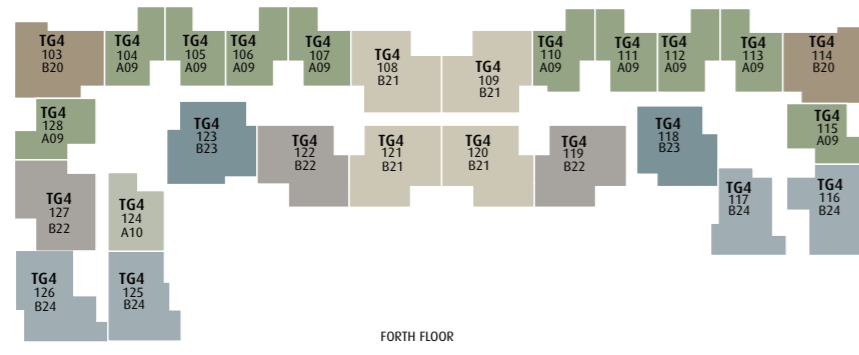 TG4
103
B20
TG4
104
A09
TG4
105
A09
TG4
106
A09
TG4
107
A09
TG4
108
B21
TG4
109
B21
TG4
110
A09
TG4
111
A09
TG4
112
A09
TG4
113
A09
TG4
114
B20
TG4
128
A09
TG4
123
B23
TG4
122
B22
TG4
121
B21
TG4
120
B21
TG4
119
B22
TG4
118
B23
TG4
115
A09
TG4
127
B22
TG4
124
A10
TG4
117
B24
TG4
116
B24
TG4
126
B24
TG4
125
B24
FORTH FLOOR